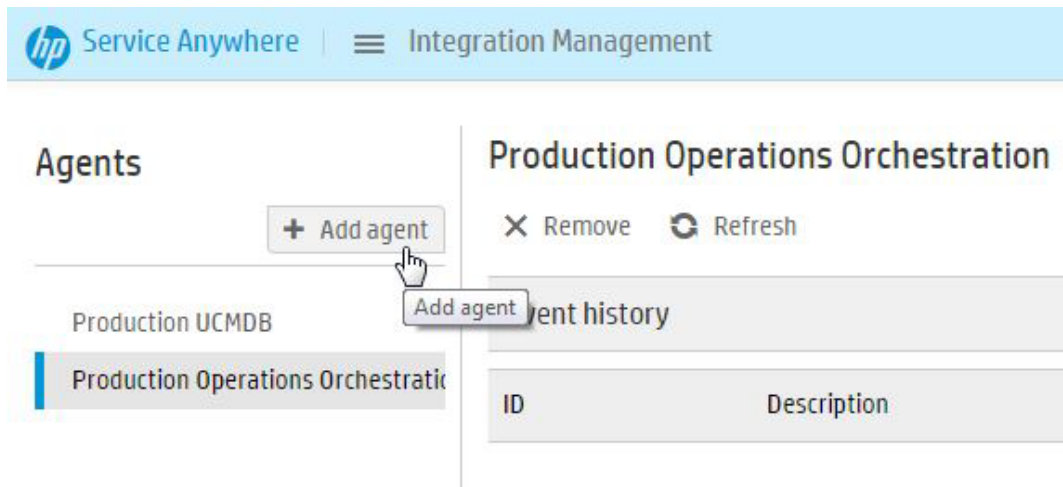 hp Service Anywhere Integration Management
Agents
+ Add agent
Production UCMDB
Production Operations Orchestratic
Production Operations Orchestration
Remove Refresh
Add agent
vent history
ID Description